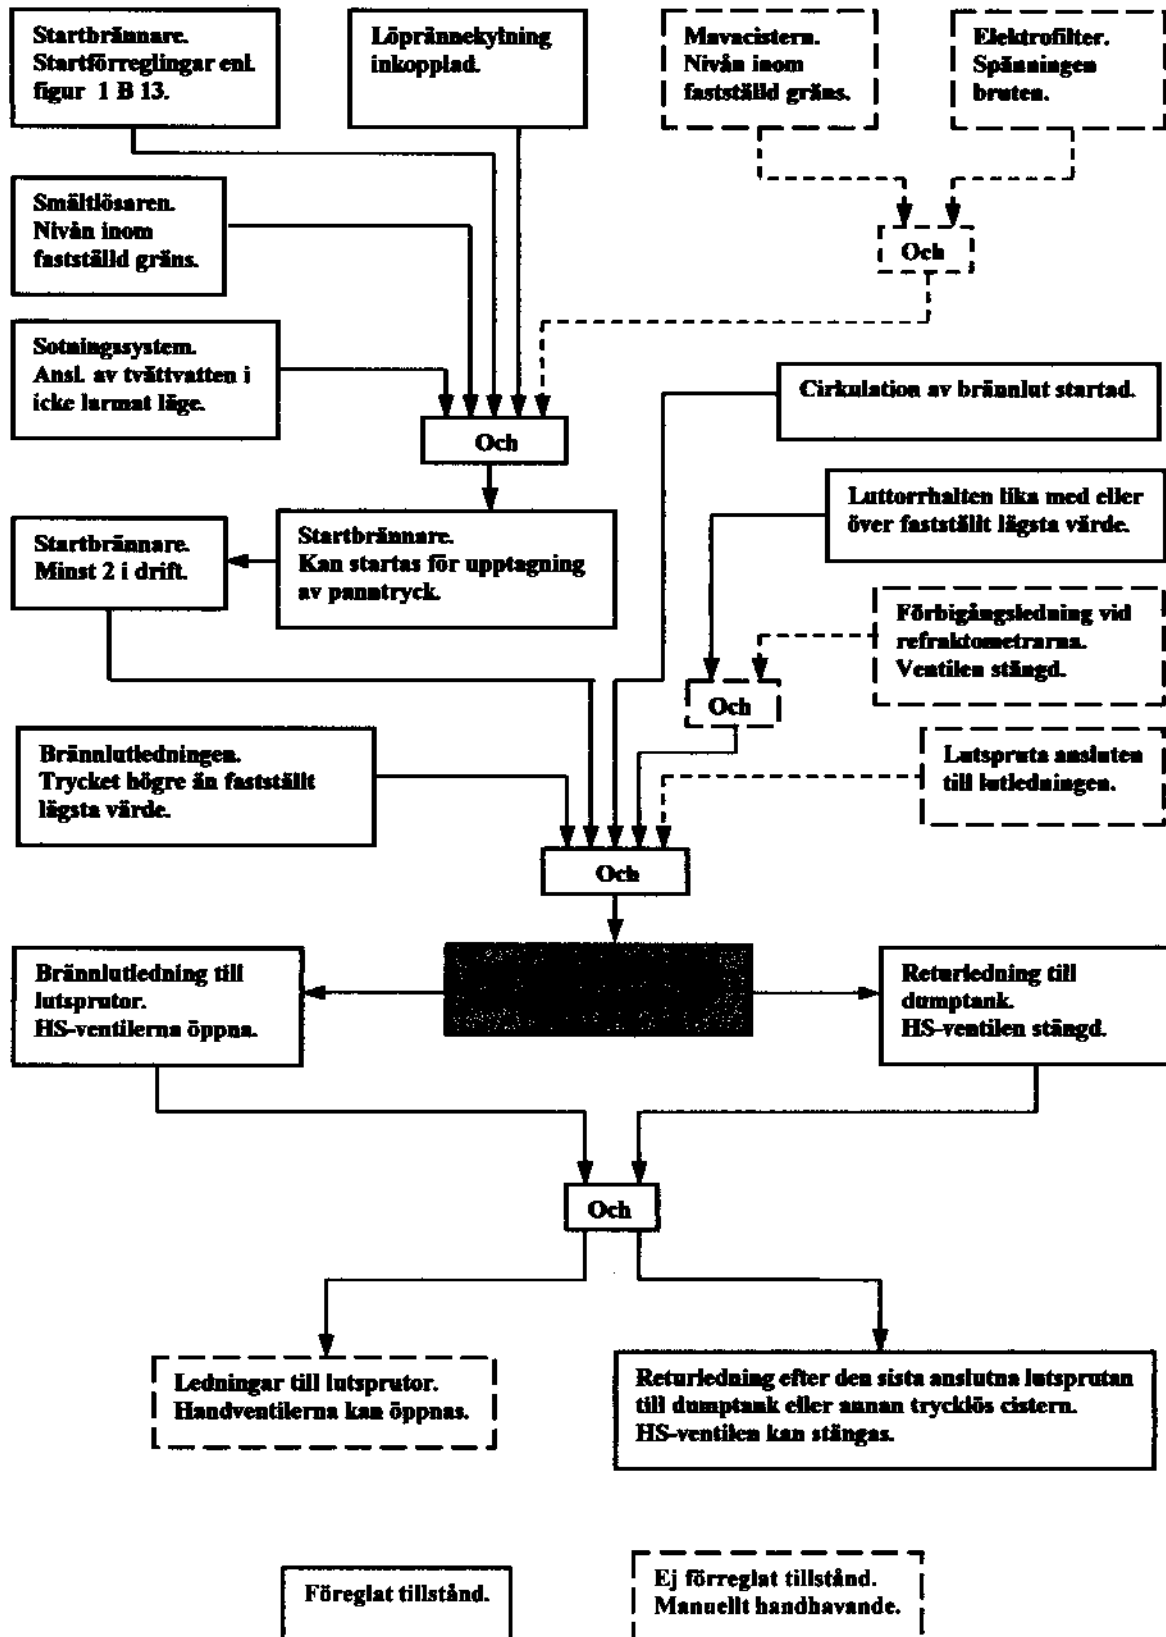 Startbrännare.
Startförreglingar enl.
figur 1 B 13.
Löprännekylning
inkopplad.
Mavacistern.
Nivån inom
fastställd gräns.
Elektrofilter.
Spänningen
bruten.
Smältlösaren.
Nivån inom
fastställd gräns.
Och
Sotningssystem.
Ansl. av tvättvatten i
icke larmat läge.
Cirkulation av brännlut startad.
Och
Luttorrhalten lika med eller
över fastställt lägsta värde.
Startbrännare.
Minst 2 i drift.
Startbrännare.
Kan startas för upptagning
av panntryck.
Förbigångsledning vid
refraktometrarna.
Ventilen stängd.
Och
Brännlutledningen.
Trycket högre än fastställt
lägsta värde.
Lutspruta ansluten
till lutledningen.
Och
Brännlutledning till
lutsprutor.
HS-ventilerna öppna.
Returledning till
dumptank.
HS-ventilen stängd.
Och
Ledningar till lutsprutor.
Handventilerna kan öppnas.
Returledning efter den sista anslutna lutsprutan
till dumptank eller annan trycklös cistern.
HS-ventilen kan stängas.
Föreglat tillstånd.
Ej förreglat tillstånd.
Manuellt handhavande.